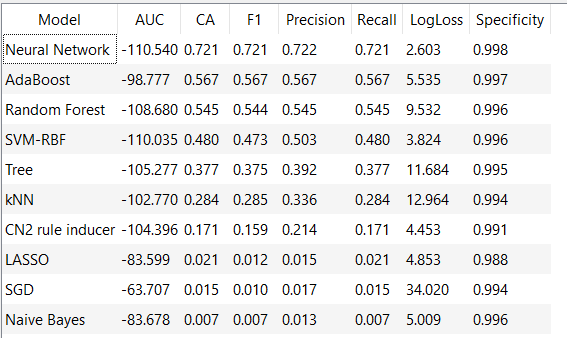 Model AUC CA F1 Precision Recall LogLoss Specificity
Neural Network -110.540 0.721 0.721 0.722 0.721 2.603 0.998
AdaBoost -98.777 0.567 0.567 0.567 0.567 5.535 0.997
Random Forest -108.680 0.545 0.544 0.545 0.545 9.532 0.996
SVM-RBF -110.035 0.480 0.473 0.503 0.480 3.824 0.996
Tree -105.277 0.377 0.375 0.392 0.377 11.684 0.995
kNN -102.770 0.284 0.285 0.336 0.284 12.964 0.994
CN2 rule inducer -104.396 0.171 0.159 0.214 0.171 4.453 0.991
LASSO -83.599 0.021 0.012 0.015 0.021 4.853 0.988
SGD -63.707 0.015 0.010 0.017 0.015 34.020 0.994
Naive Bayes -83.678 0.007 0.007 0.013 0.007 5.009 0.996